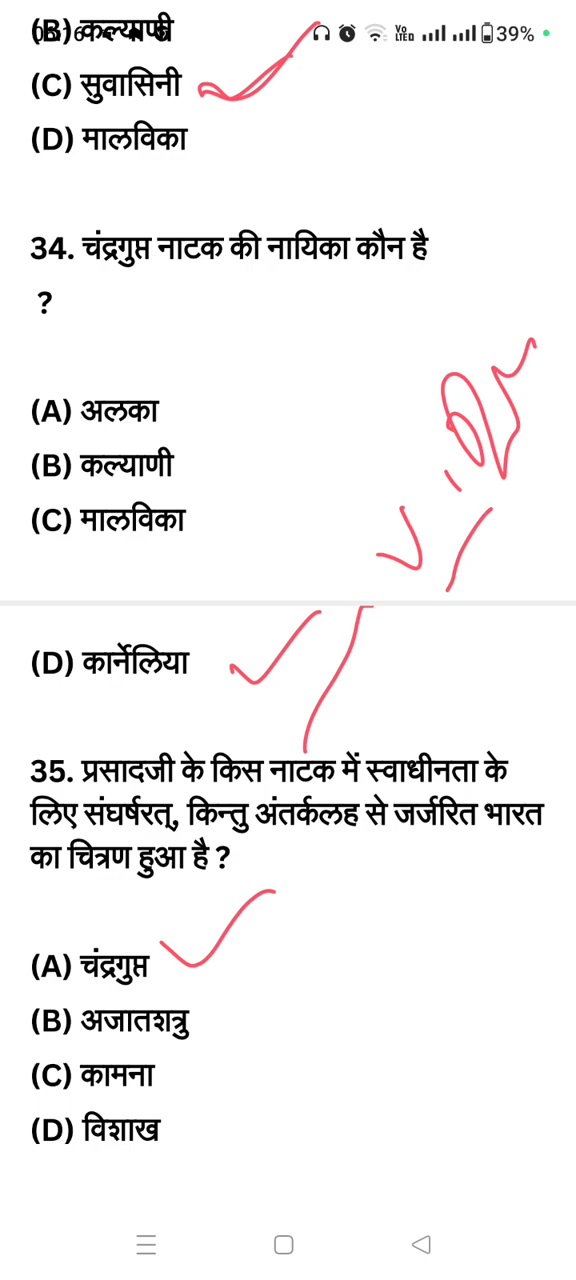 (B) कल्याणी
39%
(C) सुवासिनी
(D) मालविका
34. चंद्रगुप्त नाटक की नायिका कौन है
?
(A) अलका
(B) कल्याणी
(C) मालविका
(D) कार्नेलिया
35. प्रसादजी के किस नाटक में स्वाधीनता के
लिए संघर्षरत्, किन्तु अंतर्कलह से जर्जरित भारत
का चित्रण हुआ है ?
(A) चंद्रगुप्त
(B) अजातशत्रु
(C) कामना
(D) विशाख